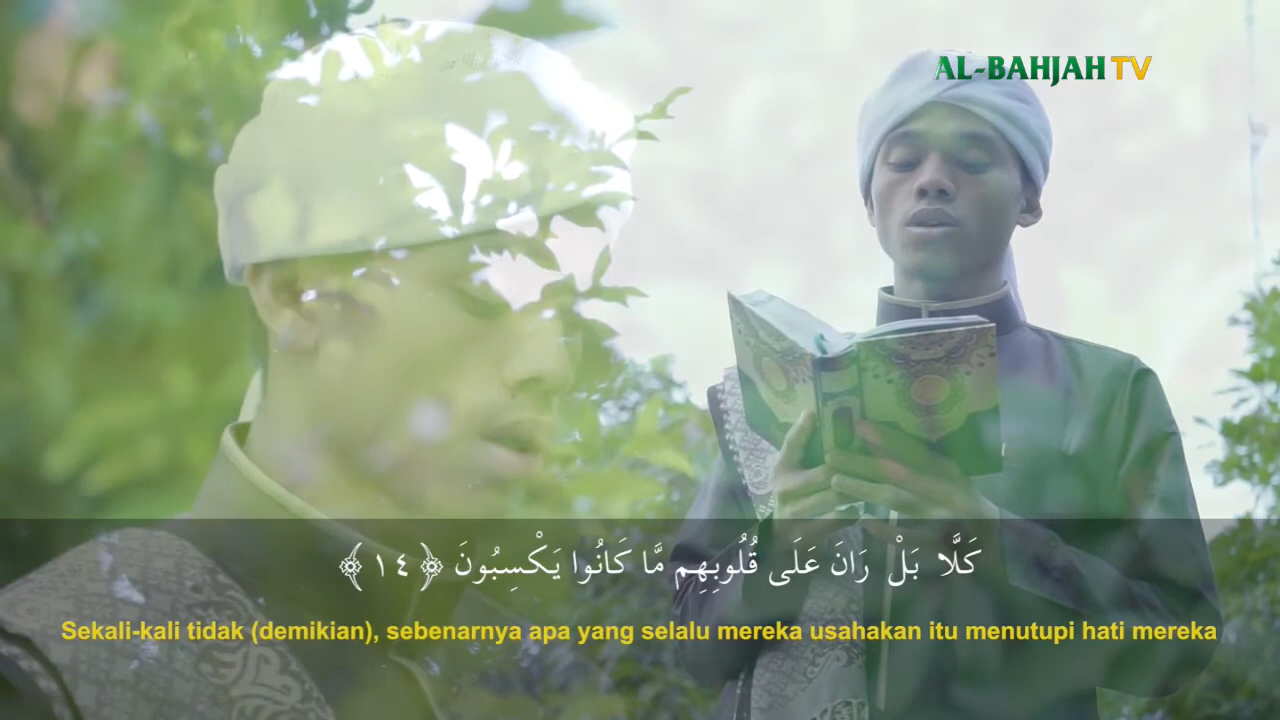 AL-BAHJAH TV
كَلَّا بَلْ رَانَ عَلَى قُلُوبِهِم مَّا كَانُوا يَكْسِبُونَ ﴿١٤﴾
Sekali-kali tidak (demikian), sebenarnya apa yang selalu mereka usahakan itu menutupi hati mereka